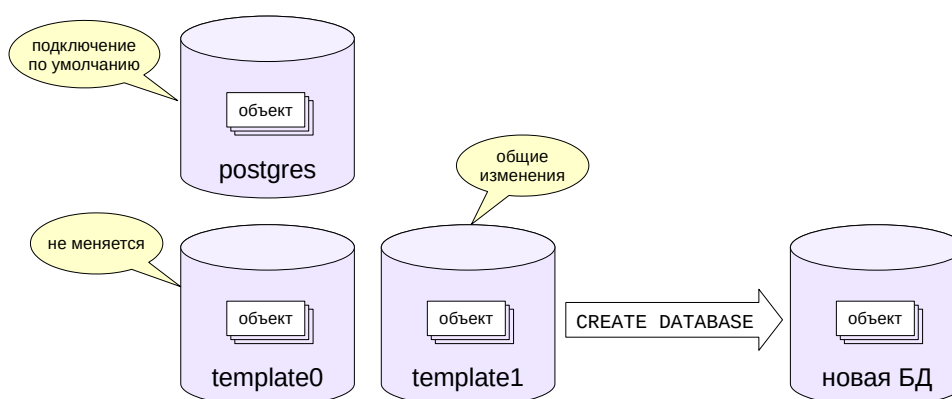 подключение
по умолчанию
объект
postgres
общие
изменения
не меняется
объект
template0
объект
template1
CREATE DATABASE
объект
новая БД